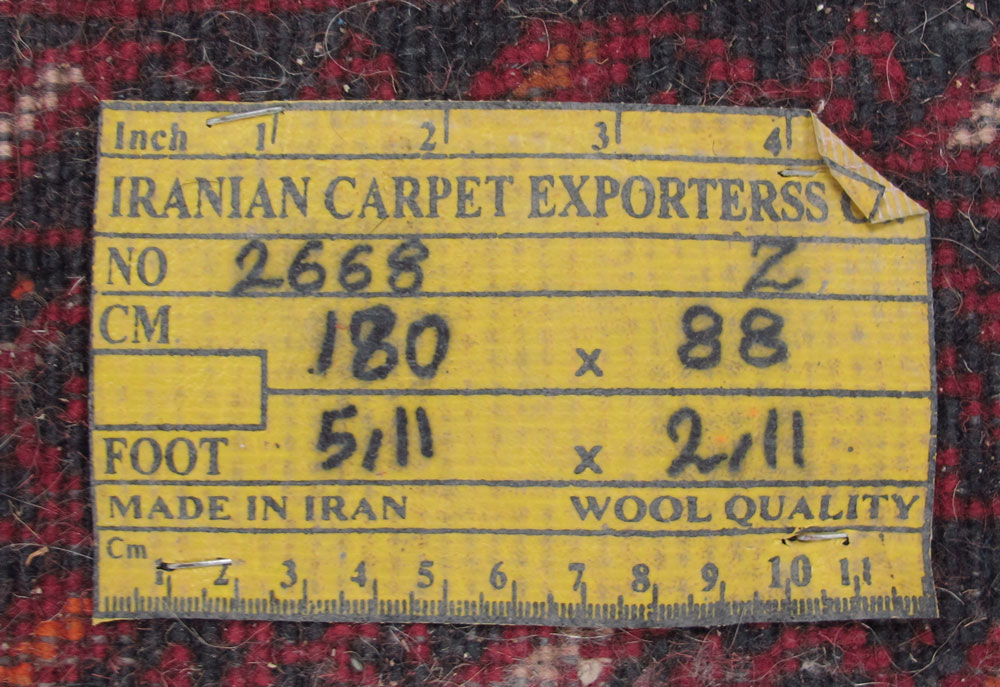 Inch 1 2 3 4
IRANIAN CARPET EXPORTERSS
NO 2668 Z
CM 180 x 88
FOOT 5,11 x 2,11
MADE IN IRAN WOOL QUALITY
Cm 1 2 3 4 5 6 7 8 9 10 11